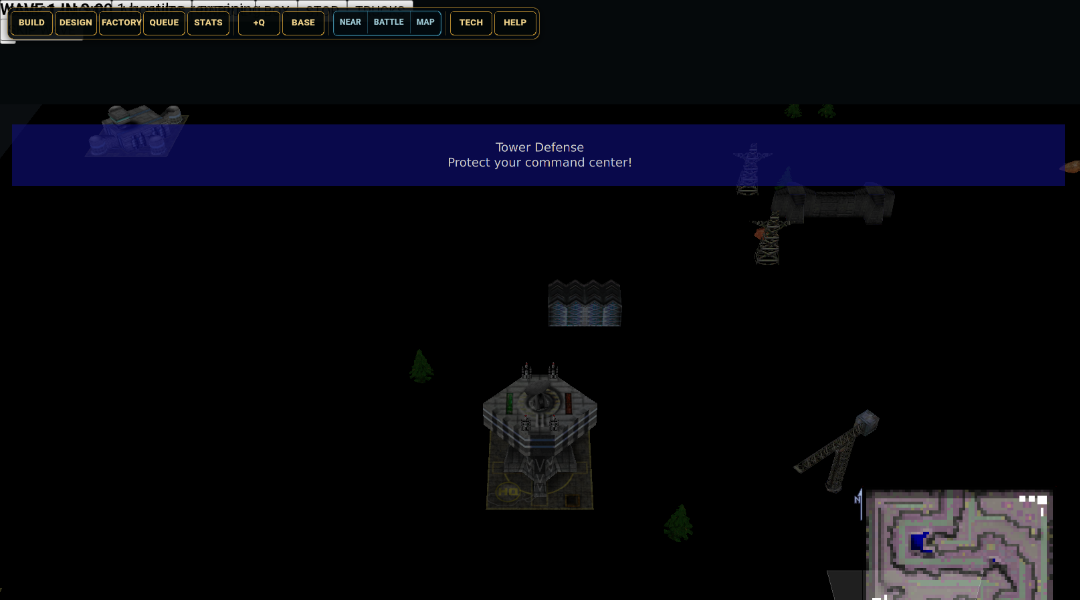 BUILD DESIGN FACTORY QUEUE STATS +Q BASE NEAR BATTLE MAP TECH HELP
Tower Defense
Protect your command center!
N